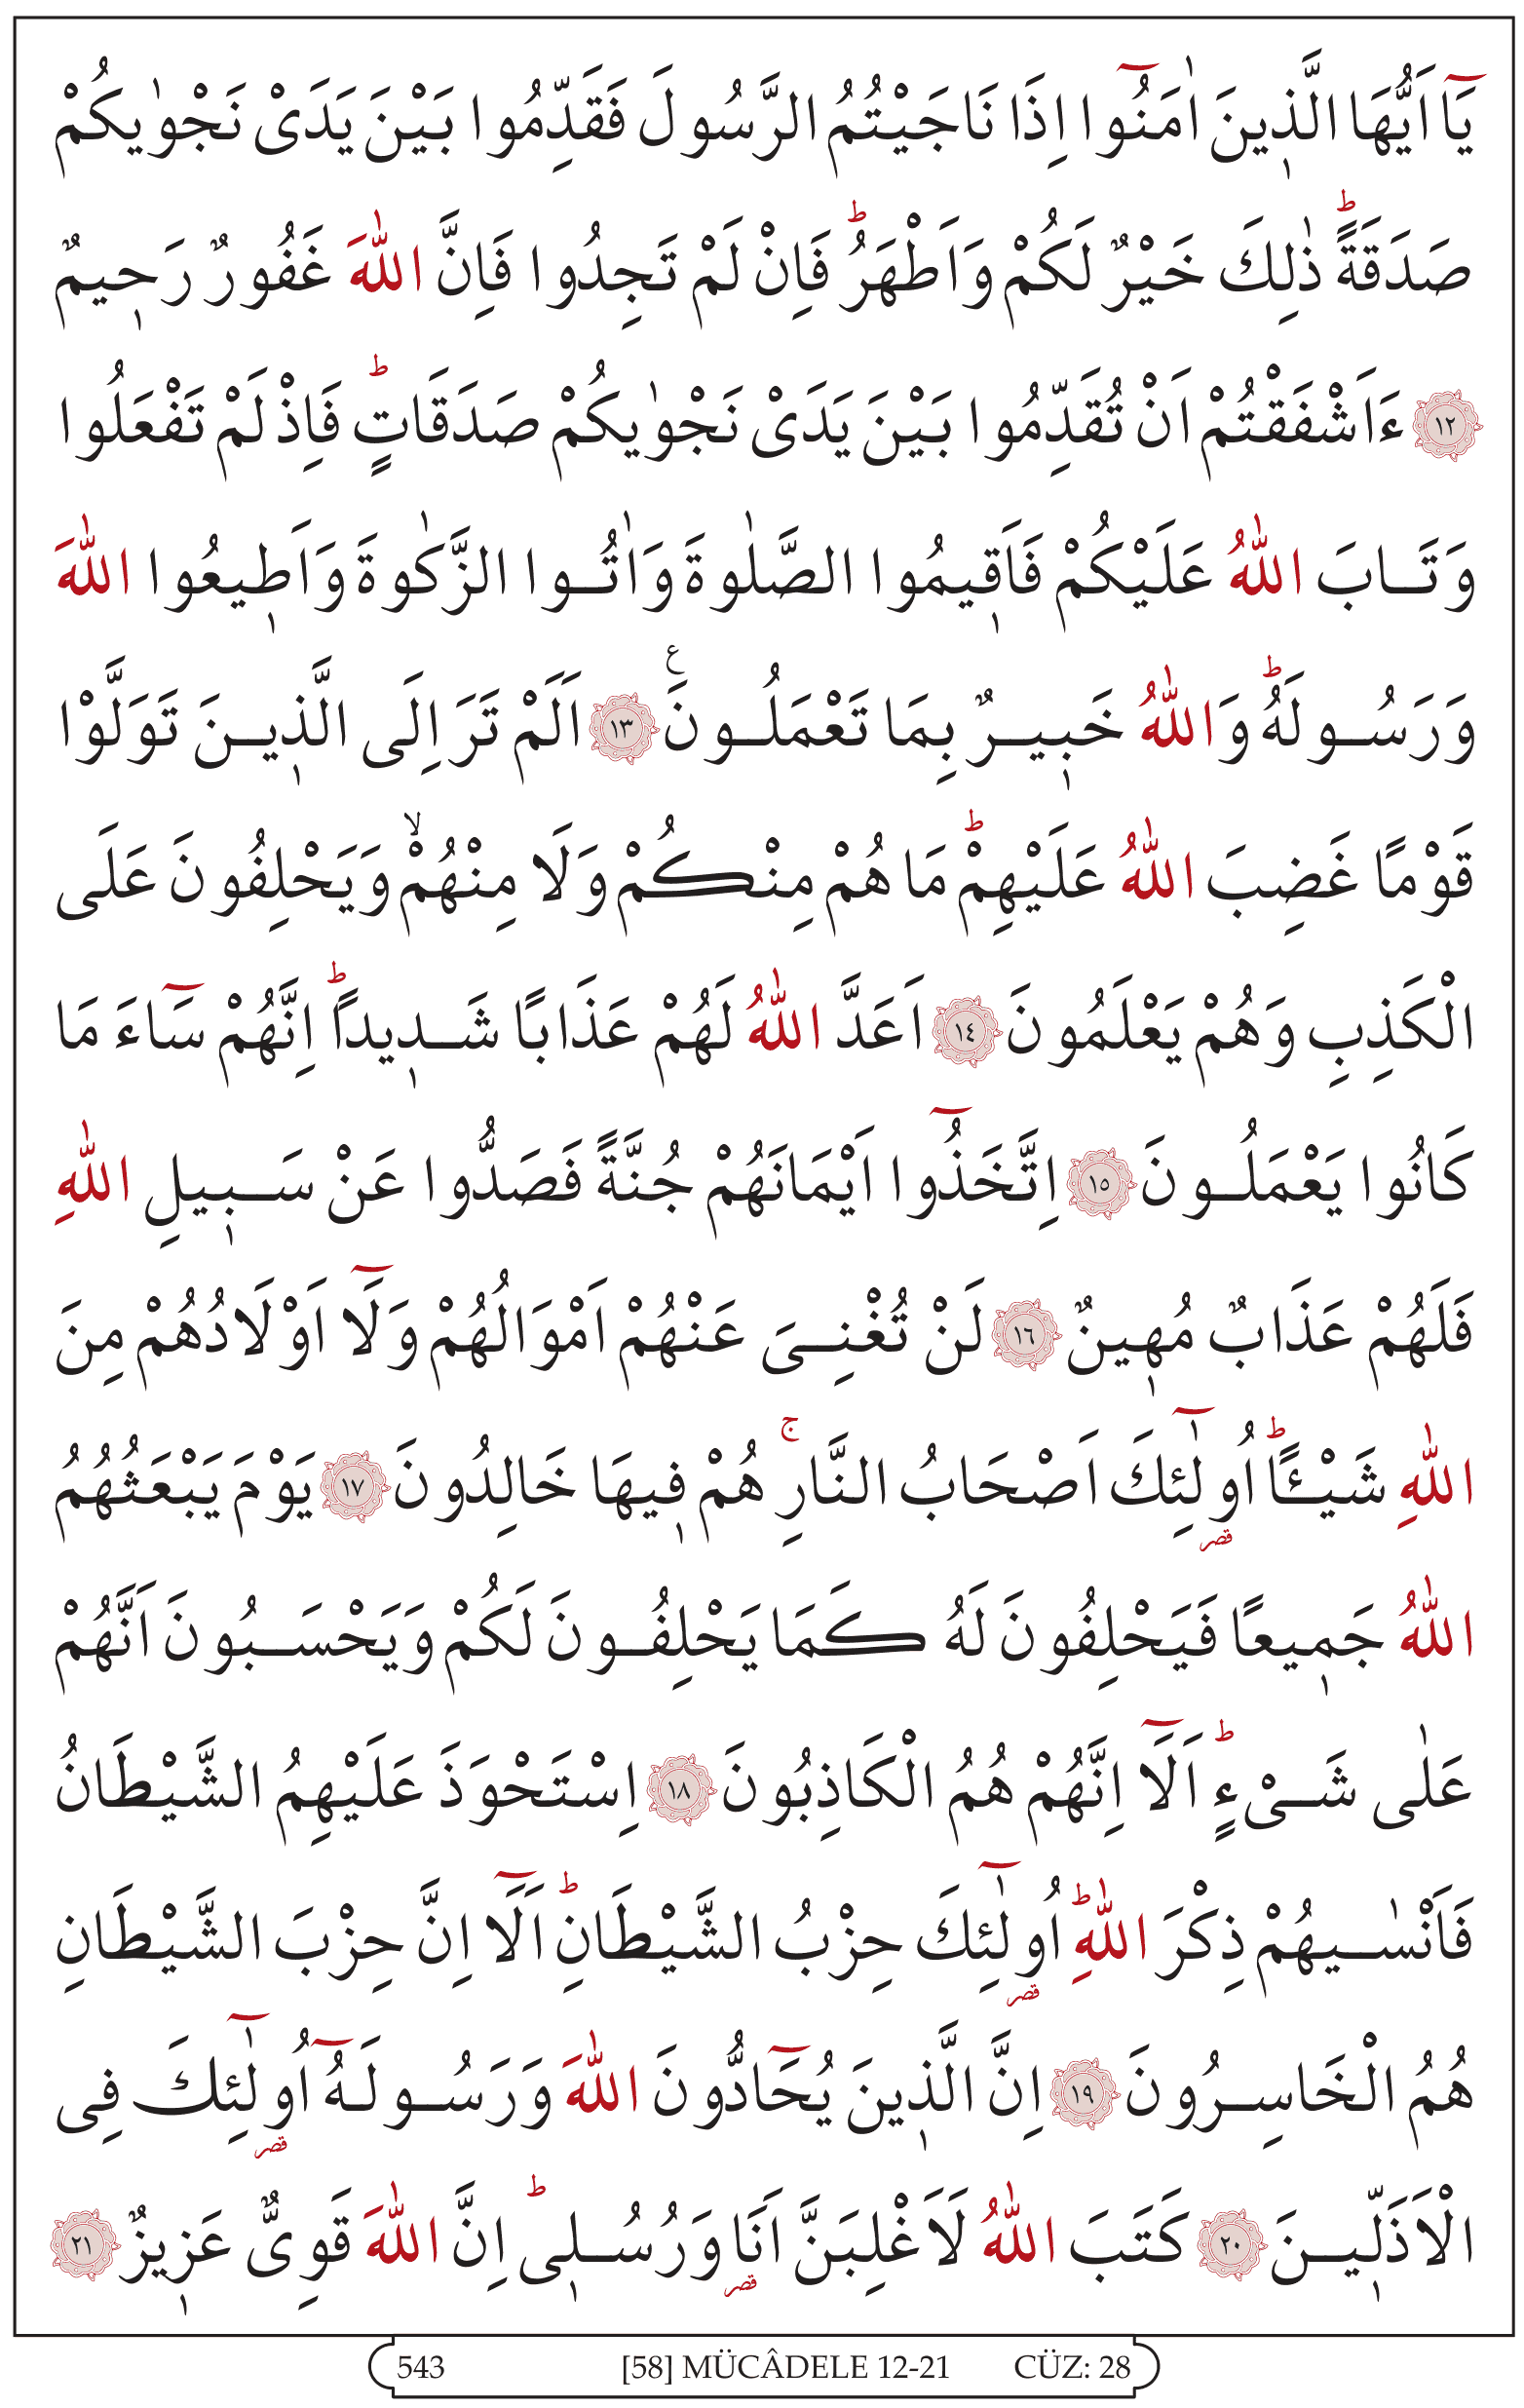 يَٓا اَيُّهَا الَّذ۪ينَ اٰمَنُٓوا اِذَا نَاجَيْتُمُ الرَّسُولَ فَقَدِّمُوا بَيْنَ يَدَيْ نَجْوٰيكُمْ
صَدَقَةًۜ ذٰلِكَ خَيْرٌ لَكُمْ وَاَطْهَرُۜ فَاِنْ لَمْ تَجِدُوا فَاِنَّ اللّٰهَ غَفُورٌ رَح۪يمٌ
١٢ ءَاَشْفَقْتُمْ اَنْ تُقَدِّمُوا بَيْنَ يَدَيْ نَجْوٰيكُمْ صَدَقَاتٍۜ فَاِذْ لَمْ تَفْعَلُوا
وَتَابَ اللّٰهُ عَلَيْكُمْ فَاَق۪يمُوا الصَّلٰوةَ وَاٰتُوا الزَّكٰوةَ وَاَط۪يعُوا اللّٰهَ
وَرَسُولَهُۜ وَاللّٰهُ خَب۪يرٌ بِمَا تَعْمَلُونَ۟ ١٣ اَلَمْ تَرَ اِلَى الَّذ۪ينَ تَوَلَّوْا
قَوْمًا غَضِبَ اللّٰهُ عَلَيْهِمْۜ مَا هُمْ مِنْكُمْ وَلَا مِنْهُمْۙ وَيَحْلِفُونَ عَلَى
الْكَذِبِ وَهُمْ يَعْلَمُونَ ١٤ اَعَدَّ اللّٰهُ لَهُمْ عَذَابًا شَد۪يداًۜ اِنَّهُمْ سَٓاءَ مَا
كَانُوا يَعْمَلُونَ ١٥ اِتَّخَذُٓوا اَيْمَانَهُمْ جُنَّةً فَصَدُّوا عَنْ سَب۪يلِ اللّٰهِ
فَلَهُمْ عَذَابٌ مُه۪ينٌ ١٦ لَنْ تُغْنِيَ عَنْهُمْ اَمْوَالُهُمْ وَلَٓا اَوْلَادُهُمْ مِنَ
اللّٰهِ شَيْـًٔاۜ اُو۬لٰٓئِكَ اَصْحَابُ النَّارِۚ هُمْ ف۪يهَا خَالِدُونَ ١٧ يَوْمَ يَبْعَثُهُمُ
اللّٰهُ جَم۪يعًا فَيَحْلِفُونَ لَهُ كَمَا يَحْلِفُونَ لَكُمْ وَيَحْسَبُونَ اَنَّهُمْ
عَلٰى شَيْءٍۜ اَلَٓا اِنَّهُمْ هُمُ الْكَاذِبُونَ ١٨ اِسْتَحْوَذَ عَلَيْهِمُ الشَّيْطَانُ
فَاَنْسٰيهُمْ ذِكْرَ اللّٰهِۜ اُو۬لٰٓئِكَ حِزْبُ الشَّيْطَانِۜ اَلَٓا اِنَّ حِزْبَ الشَّيْطَانِ
هُمُ الْخَاسِرُونَ ١٩ اِنَّ الَّذ۪ينَ يُحَٓادُّونَ اللّٰهَ وَرَسُولَهُٓ اُو۬لٰٓئِكَ فِي
الْاَذَلّ۪ينَ ٢٠ كَتَبَ اللّٰهُ لَاَغْلِبَنَّ اَنَا۬ وَرُسُل۪يۜ اِنَّ اللّٰهَ قَوِيٌّ عَز۪يزٌ ٢١
543 [58] MÜCÂDELE 12-21 CÜZ: 28